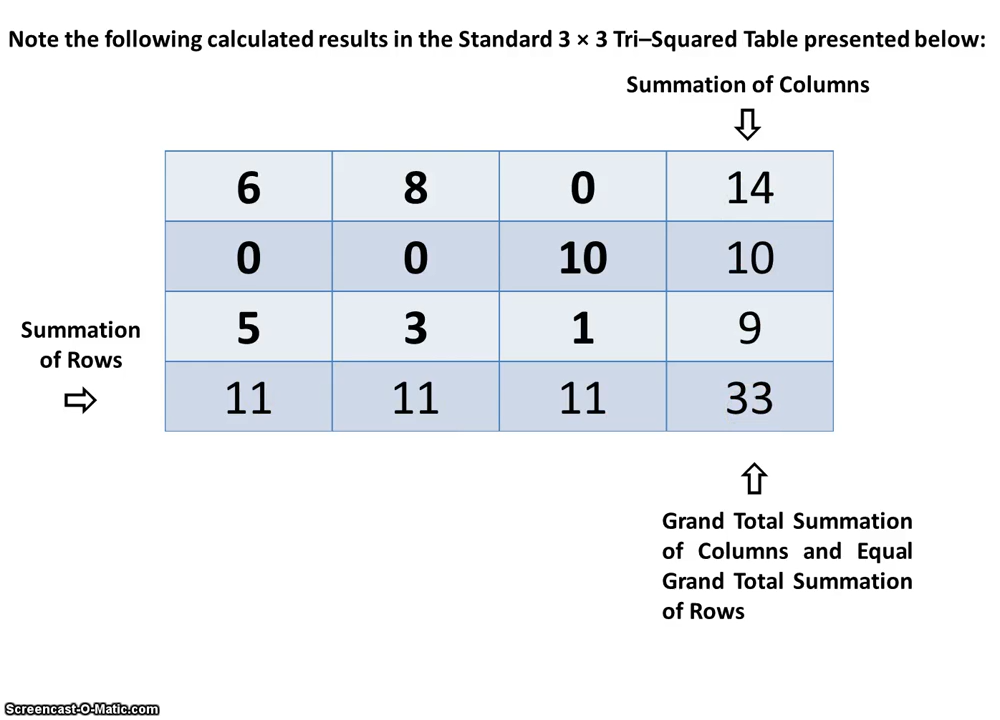 Note the following calculated results in the Standard 3 × 3 Tri–Squared Table presented below:
Summation of Columns
6 8 0 14
0 0 10 10
5 3 1 9
Summation
of Rows
11 11 11 33
Grand Total Summation
of Columns and Equal
Grand Total Summation
of Rows
Screencast-O-Matic.com